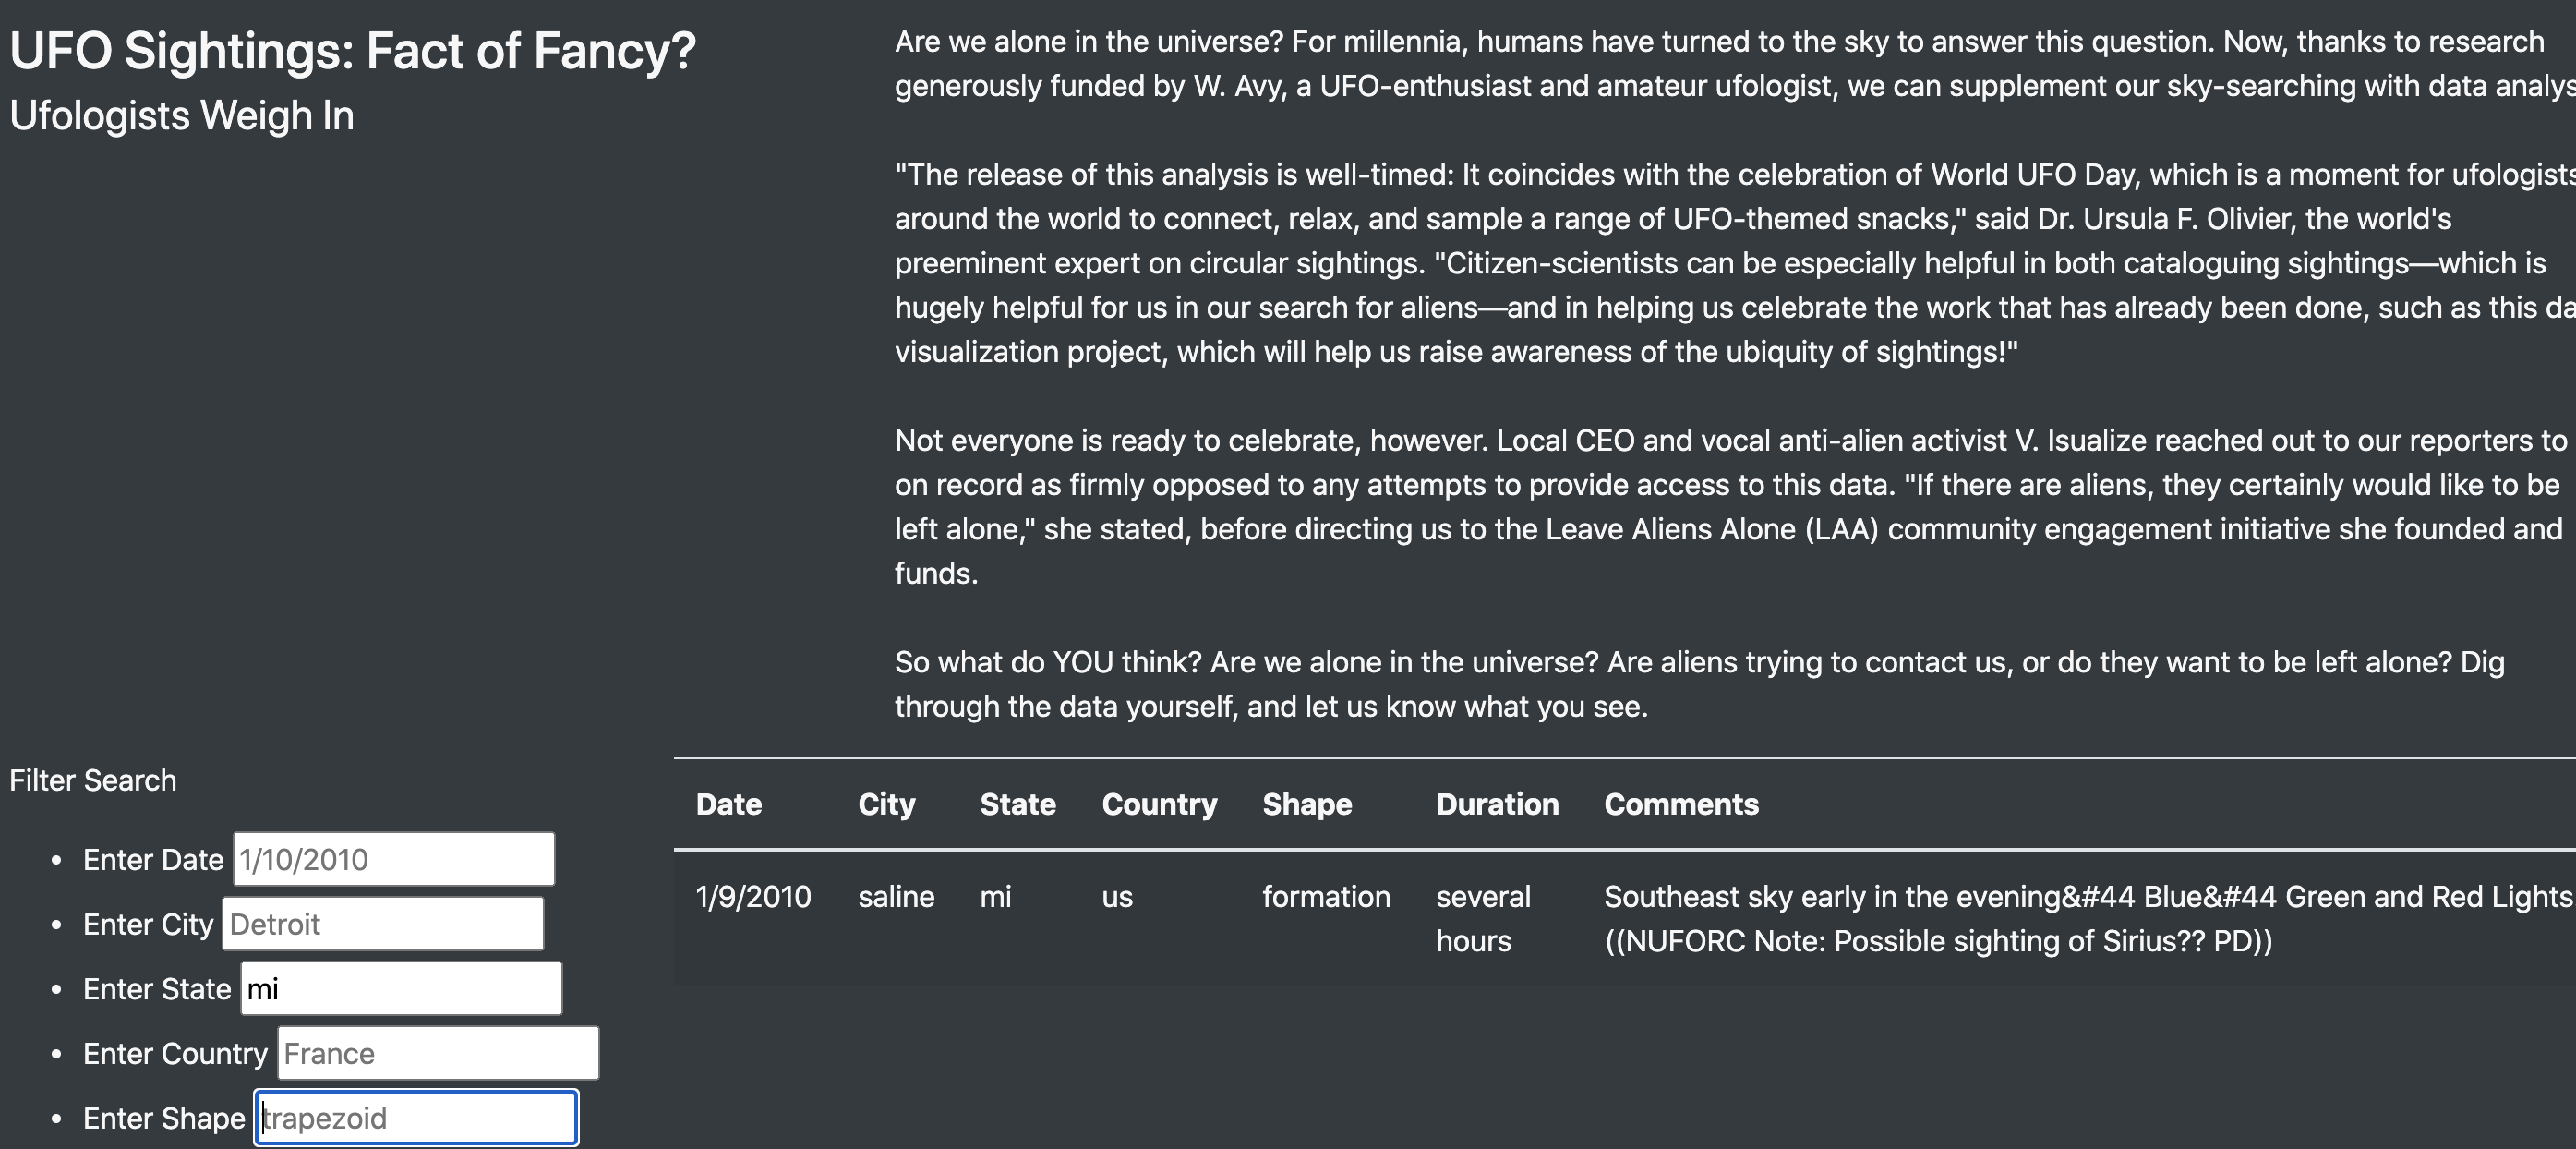 UFO Sightings: Fact of Fancy?
Ufologists Weigh In
Are we alone in the universe? For millennia, humans have turned to the sky to answer this question. Now, thanks to research
generously funded by W. Avy, a UFO-enthusiast and amateur ufologist, we can supplement our sky-searching with data analys
"The release of this analysis is well-timed: It coincides with the celebration of World UFO Day, which is a moment for ufologists
around the world to connect, relax, and sample a range of UFO-themed snacks," said Dr. Ursula F. Olivier, the world's
preeminent expert on circular sightings. "Citizen-scientists can be especially helpful in both cataloguing sightings—which is
hugely helpful for us in our search for aliens—and in helping us celebrate the work that has already been done, such as this da
visualization project, which will help us raise awareness of the ubiquity of sightings!"
Not everyone is ready to celebrate, however. Local CEO and vocal anti-alien activist V. Isualize reached out to our reporters to
on record as firmly opposed to any attempts to provide access to this data. "If there are aliens, they certainly would like to be
left alone," she stated, before directing us to the Leave Aliens Alone (LAA) community engagement initiative she founded and
funds.
So what do YOU think? Are we alone in the universe? Are aliens trying to contact us, or do they want to be left alone? Dig
through the data yourself, and let us know what you see.
Filter Search
• Enter Date 1/10/2010
• Enter City Detroit
• Enter State mi
• Enter Country France
• Enter Shape trapezoid
Date City State Country Shape Duration Comments
1/9/2010 saline mi us formation several Southeast sky early in the evening&#44 Blue&#44 Green and Red Lights
hours ((NUFORC Note: Possible sighting of Sirius?? PD))